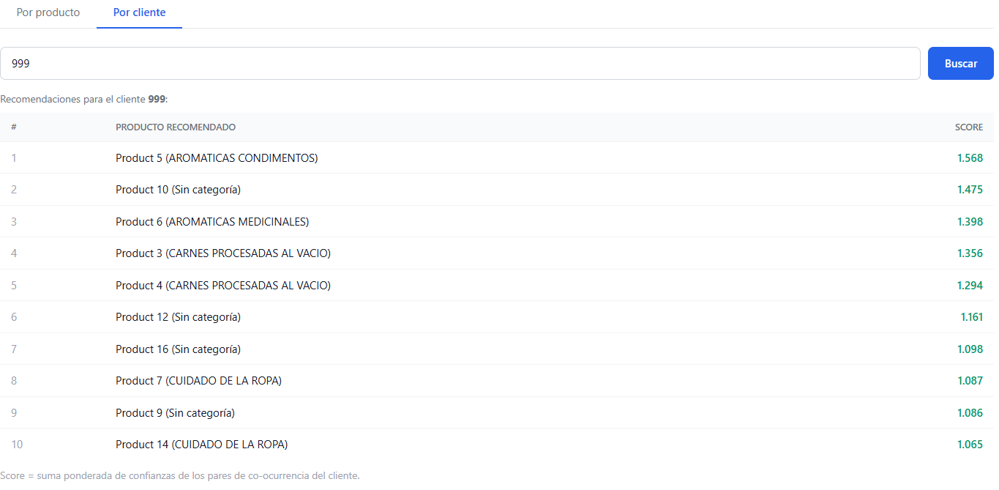 Por producto Por cliente
999 Buscar
Recomendaciones para el cliente 999:
# PRODUCTO RECOMENDADO SCORE
1 Product 5 (AROMATICAS CONDIMENTOS) 1.568
2 Product 10 (Sin categoría) 1.475
3 Product 6 (AROMATICAS MEDICINALES) 1.398
4 Product 3 (CARNES PROCESADAS AL VACIO) 1.356
5 Product 4 (CARNES PROCESADAS AL VACIO) 1.294
6 Product 12 (Sin categoría) 1.161
7 Product 16 (Sin categoría) 1.098
8 Product 7 (CUIDADO DE LA ROPA) 1.087
9 Product 9 (Sin categoría) 1.086
10 Product 14 (CUIDADO DE LA ROPA) 1.065
Score = suma ponderada de confianzas de los pares de co-ocurrencia del cliente.